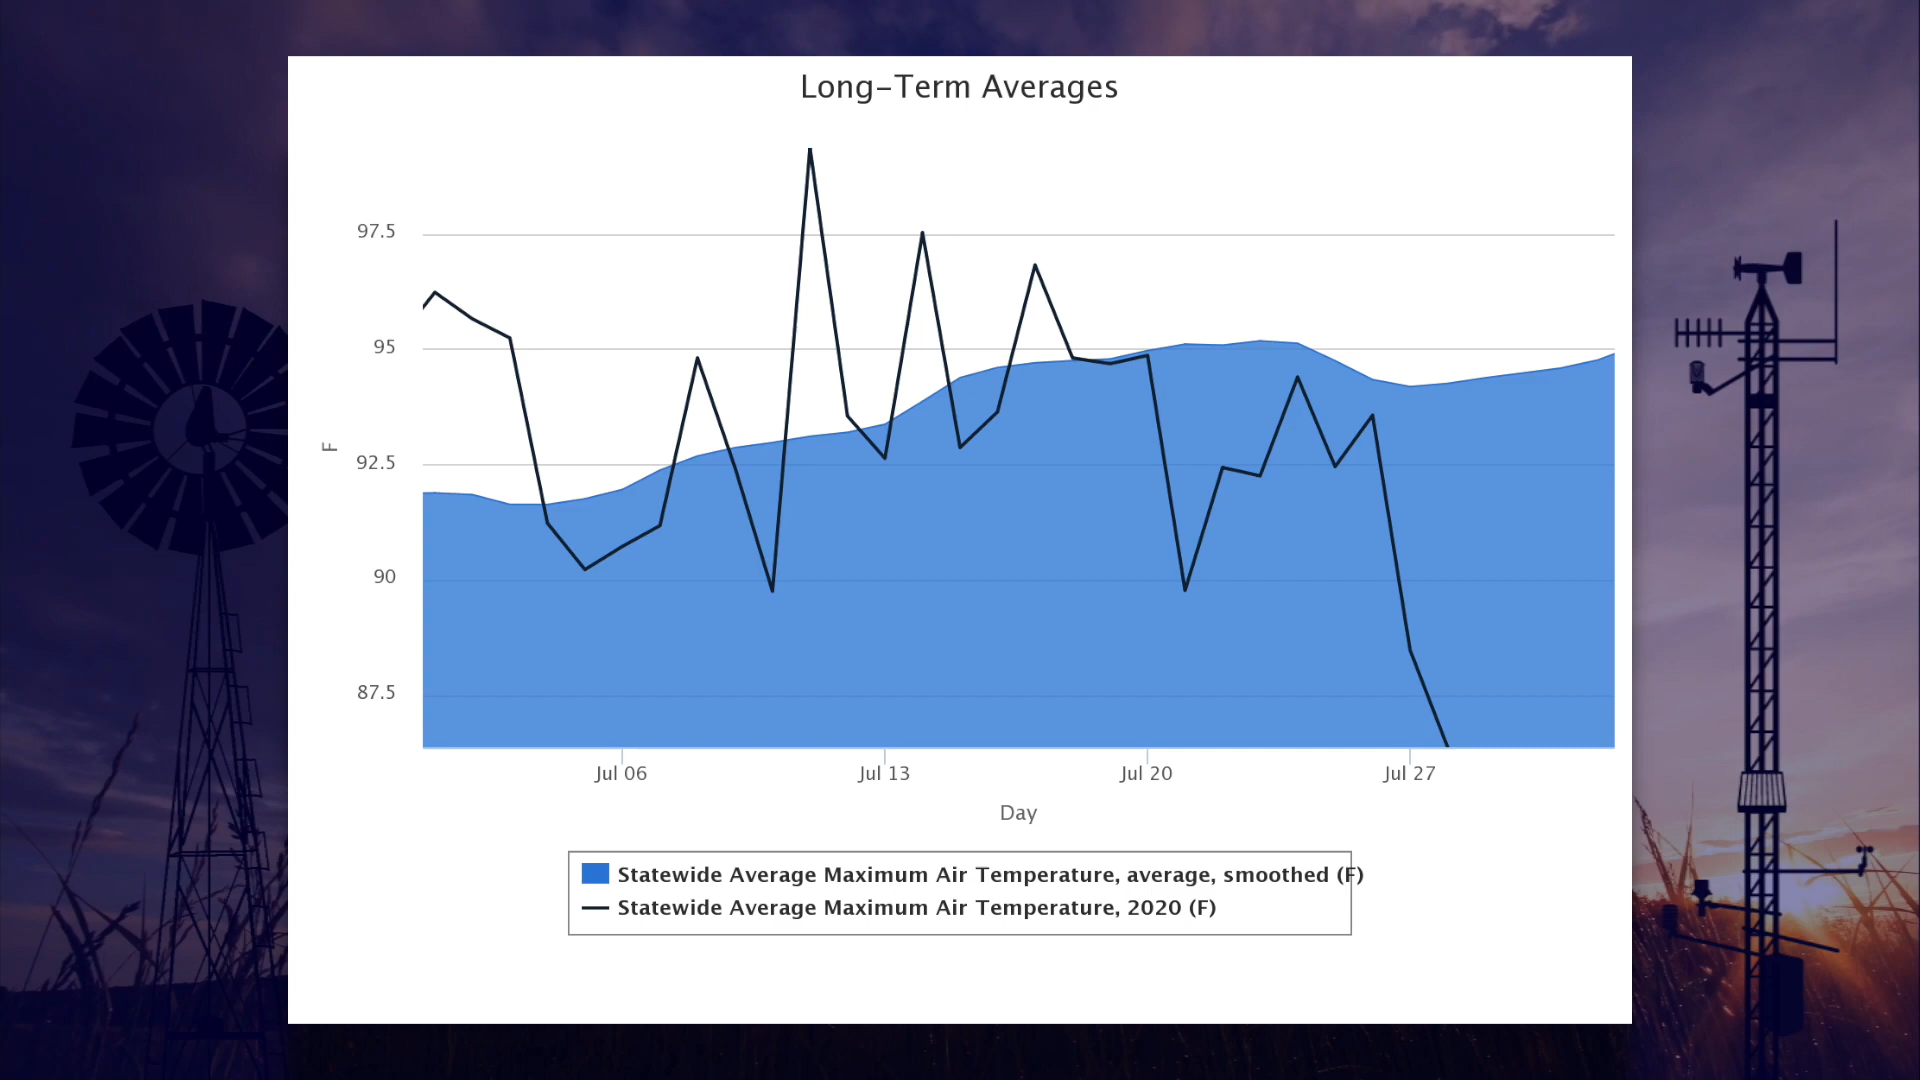 Long-Term Averages
97.5
95
92.5
90
87.5
F
Jul 06 Jul 13 Jul 20 Jul 27
Day
Statewide Average Maximum Air Temperature, average, smoothed (F)
Statewide Average Maximum Air Temperature, 2020 (F)